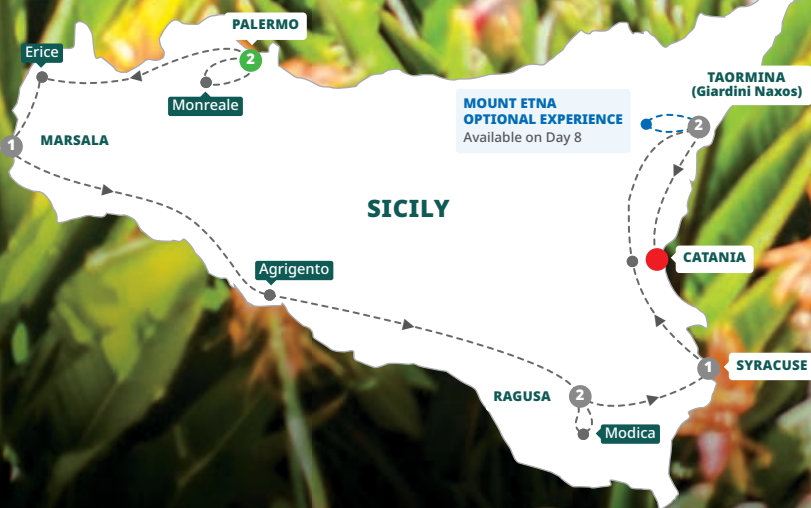 PALERMO
2
Erice
Monreale
1
MARSALA
TAORMINA
(Giardini Naxos)
MOUNT ETNA
OPTIONAL EXPERIENCE
Available on Day 8
2
SICILY
CATANIA
Agrigento
RAGUSA
2
1
SYRACUSE
Modica